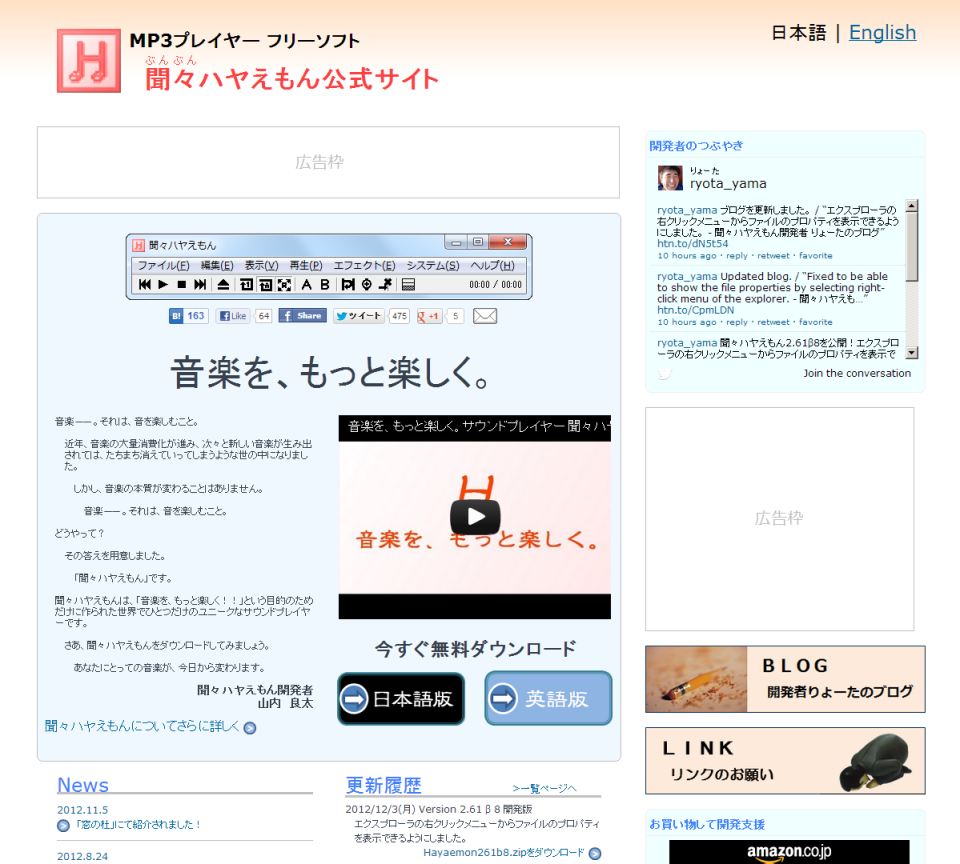 MP3プレイヤー フリーソフト
ぶんぶん
聞々ハヤえもん公式サイト
日本語 | English
広告枠
聞々ハヤえもん
ファイル(F) 編集(E) 表示(V) 再生(P) エフェクト(E) システム(S) ヘルプ(H)
A B 00:00 / 00:00
B! 163 Like 64 Share ツイート 475 +1 5
音楽を、もっと楽しく。
音楽――。それは、音を楽しむこと。
近年、音楽の大量消費化が進み、次々と新しい音楽が生み出
されては、たちまち消えていってしまうような世の中になりまし
た。
しかし、音楽の本質が変わることはありません。
音楽――。それは、音を楽しむこと。
どうやって？
その答えを用意しました。
「聞々ハヤえもん」です。
聞々ハヤえもんは、「音楽を、もっと楽しく！！」という目的のため
だけに作られた世界でひとつだけのユニークなサウンドプレイヤ
ーです。
さあ、聞々ハヤえもんをダウンロードしてみましょう。
あなたにとっての音楽が、今日から変わります。
聞々ハヤえもん開発者
山内 良太
聞々ハヤえもんについてさらに詳しく
音楽を、もっと楽しく。サウンドプレイヤー 聞々ハヤ
音楽を、もっと楽しく。
今すぐ無料ダウンロード
日本語版
英語版
News
2012.11.5
「窓の杜」にて紹介されました！
2012.8.24
更新履歴
>一覧ページへ
2012/12/3(月) Version 2.61β8開発版
エクスプローラの右クリックメニューからファイルのプロパティ
を表示できるようにしました。
Hayaemon261b8.zipをダウンロード
開発者のつぶやき
りょーた
ryota_yama
ryota_yama ブログを更新しました。 / "エクスプローラの
右クリックメニューからファイルのプロパティを表示できるよう
にしました。 - 聞々ハヤえもん開発者 りょーたのブログ"
htn.to/dN5t54
10 hours ago · reply · retweet · favorite
ryota_yama Updated blog. / "Fixed to be able
to show the file properties by selecting right-
click menu of the explorer. - 聞々ハヤえも..."
htn.to/CpmLDN
10 hours ago · reply · retweet · favorite
ryota_yama 聞々ハヤえもん2.61β8を公開！エクスプロ
ーラの右クリックメニューからファイルのプロパティを表示で
Join the conversation
広告枠
BLOG
開発者りょーたのブログ
LINK
リンクのお願い
お買い物して開発支援
amazon.co.jp